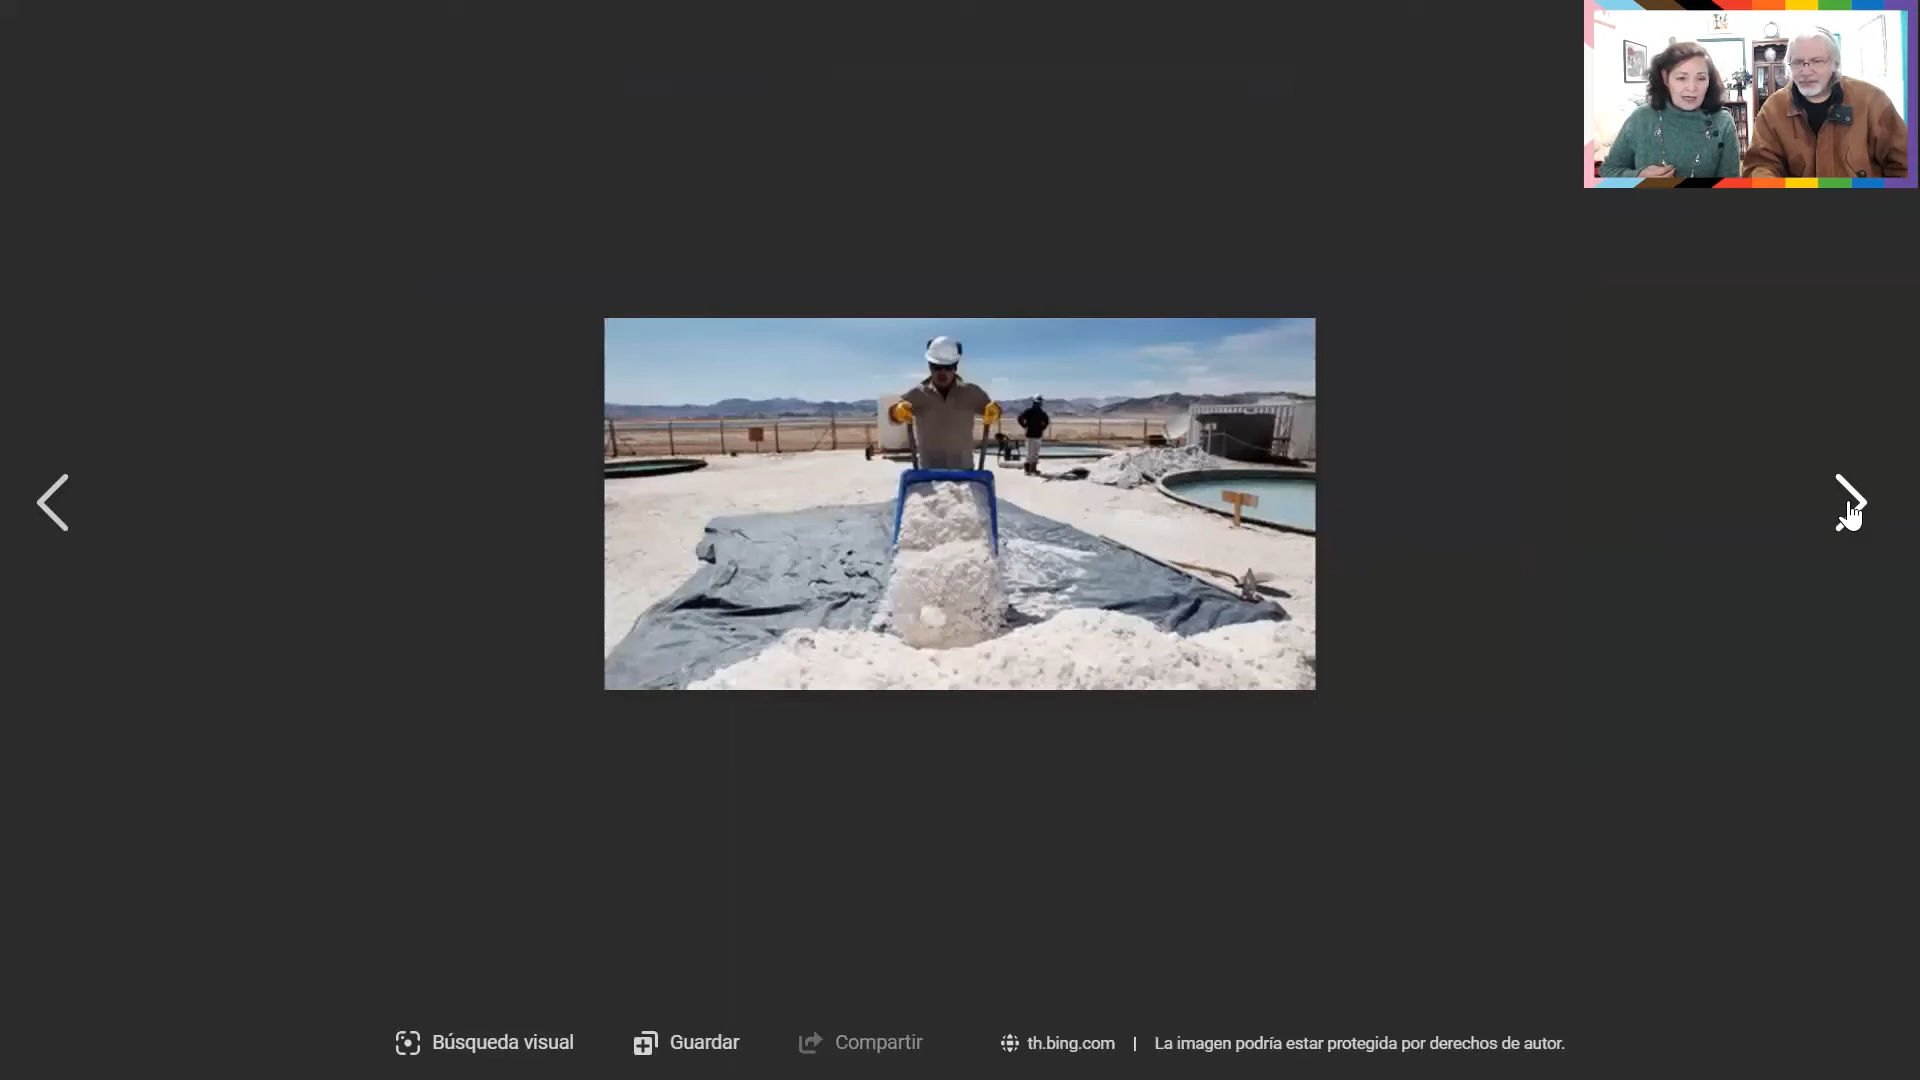 Búsqueda visual
Guardar
Compartir
th.bing.com | La imagen podría estar protegida por derechos de autor.